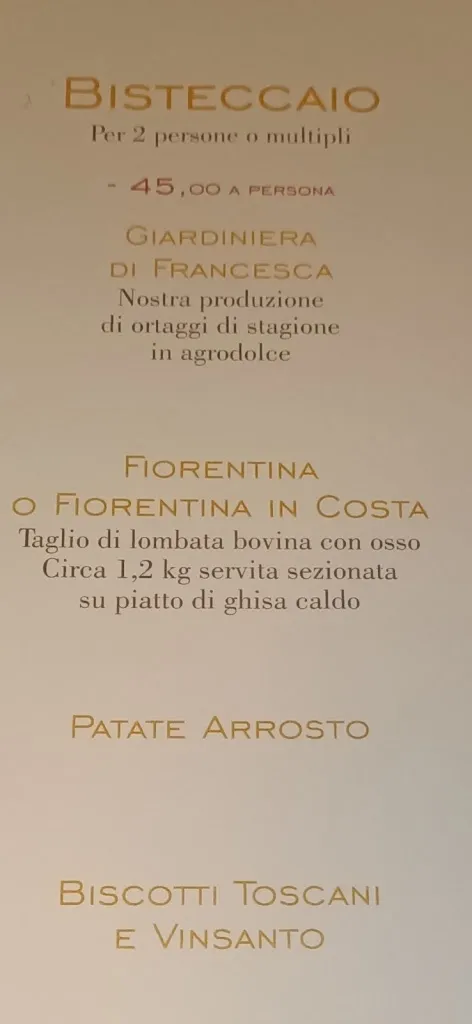 BISTECCAIO
Per 2 persone o multipli
- 45,00 A PERSONA
GIARDINIERA
DI FRANCESCA
Nostra produzione
di ortaggi di stagione
in agrodolce
FIORENTINA
O FIORENTINA IN COSTA
Taglio di lombata bovina con osso
Circa 1,2 kg servita sezionata
su piatto di ghisa caldo
PATATE ARROSTO
BISCOTTI TOSCANI
E VINSANTO